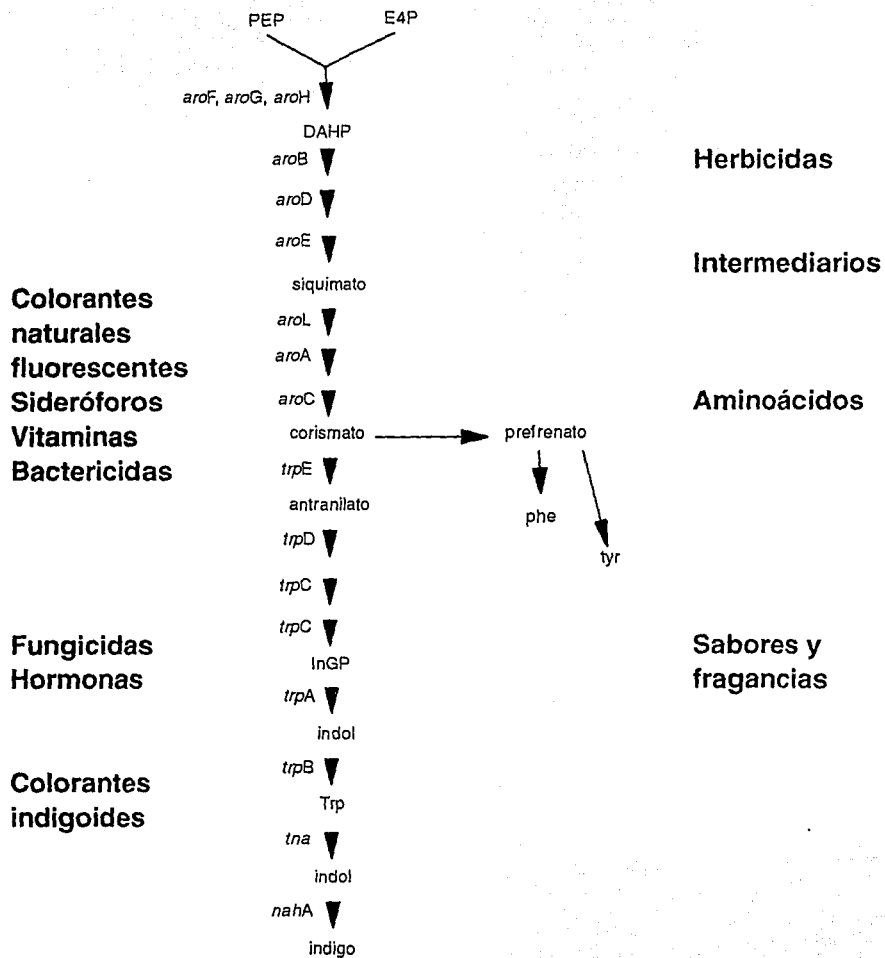 PEP E4P
aroF, aroG, aroH
DAHP
aroB
aroD
aroE
siquimato
aroL
aroA
aroC
corismato
prefrenato
trpE
antranilato
phe
tyr
trpD
trpC
trpC
InGP
trpA
indol
trpB
Trp
tna
indol
nahA
indigo
Colorantes
naturales
fluorescentes
Sideróforos
Vitaminas
Bactericidas
Fungicidas
Hormonas
Colorantes
indigoides
Herbicidas
Intermediarios
Aminoácidos
Sabores y
fragancias